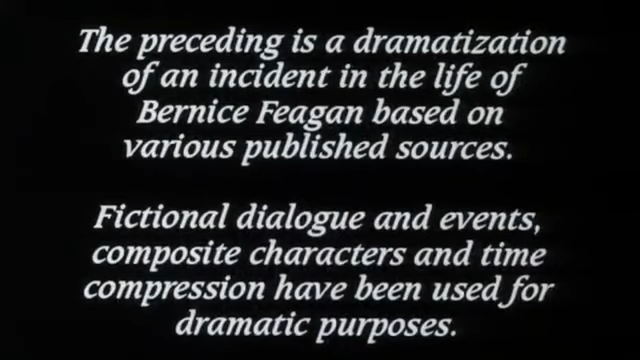 The preceding is a dramatization
of an incident in the life of
Bernice Feagan based on
various published sources.
Fictional dialogue and events,
composite characters and time
compression have been used for
dramatic purposes.